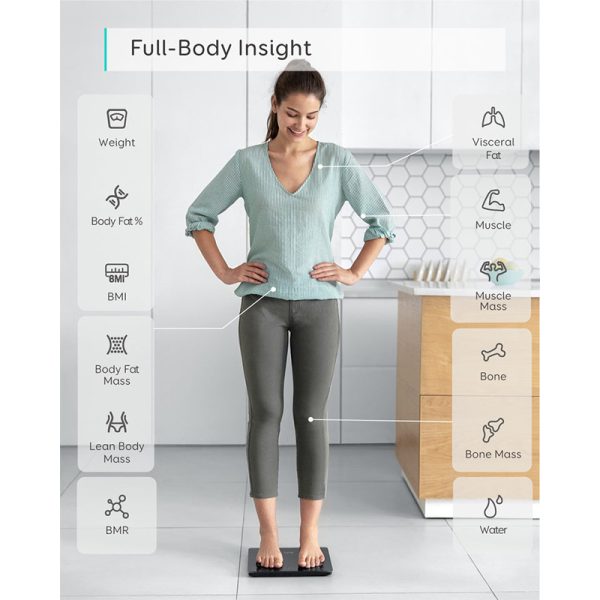 Full-Body Insight
Weight
Body Fat%
BMI
BMI
Body Fat
Mass
Lean Body
Mass
BMR
Visceral
Fat
Muscle
Muscle
Mass
Bone
Bone Mass
Water